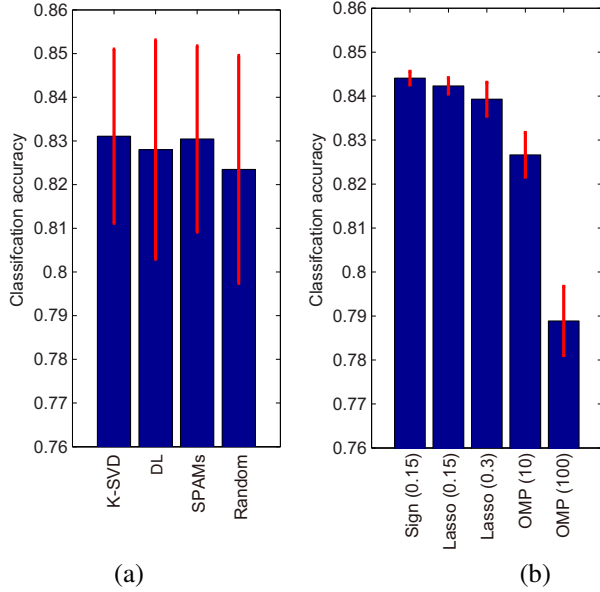 Classifcation accuracy
0.86
0.85
0.84
0.83
0.82
0.81
0.8
0.79
0.78
0.77
0.76
K-SVD
DL
SPAMs
Random
(a)
Classifcation accuracy
0.86
0.85
0.84
0.83
0.82
0.81
0.8
0.79
0.78
0.77
0.76
Sign (0.15)
Lasso (0.15)
Lasso (0.3)
OMP (10)
OMP (100)
(b)